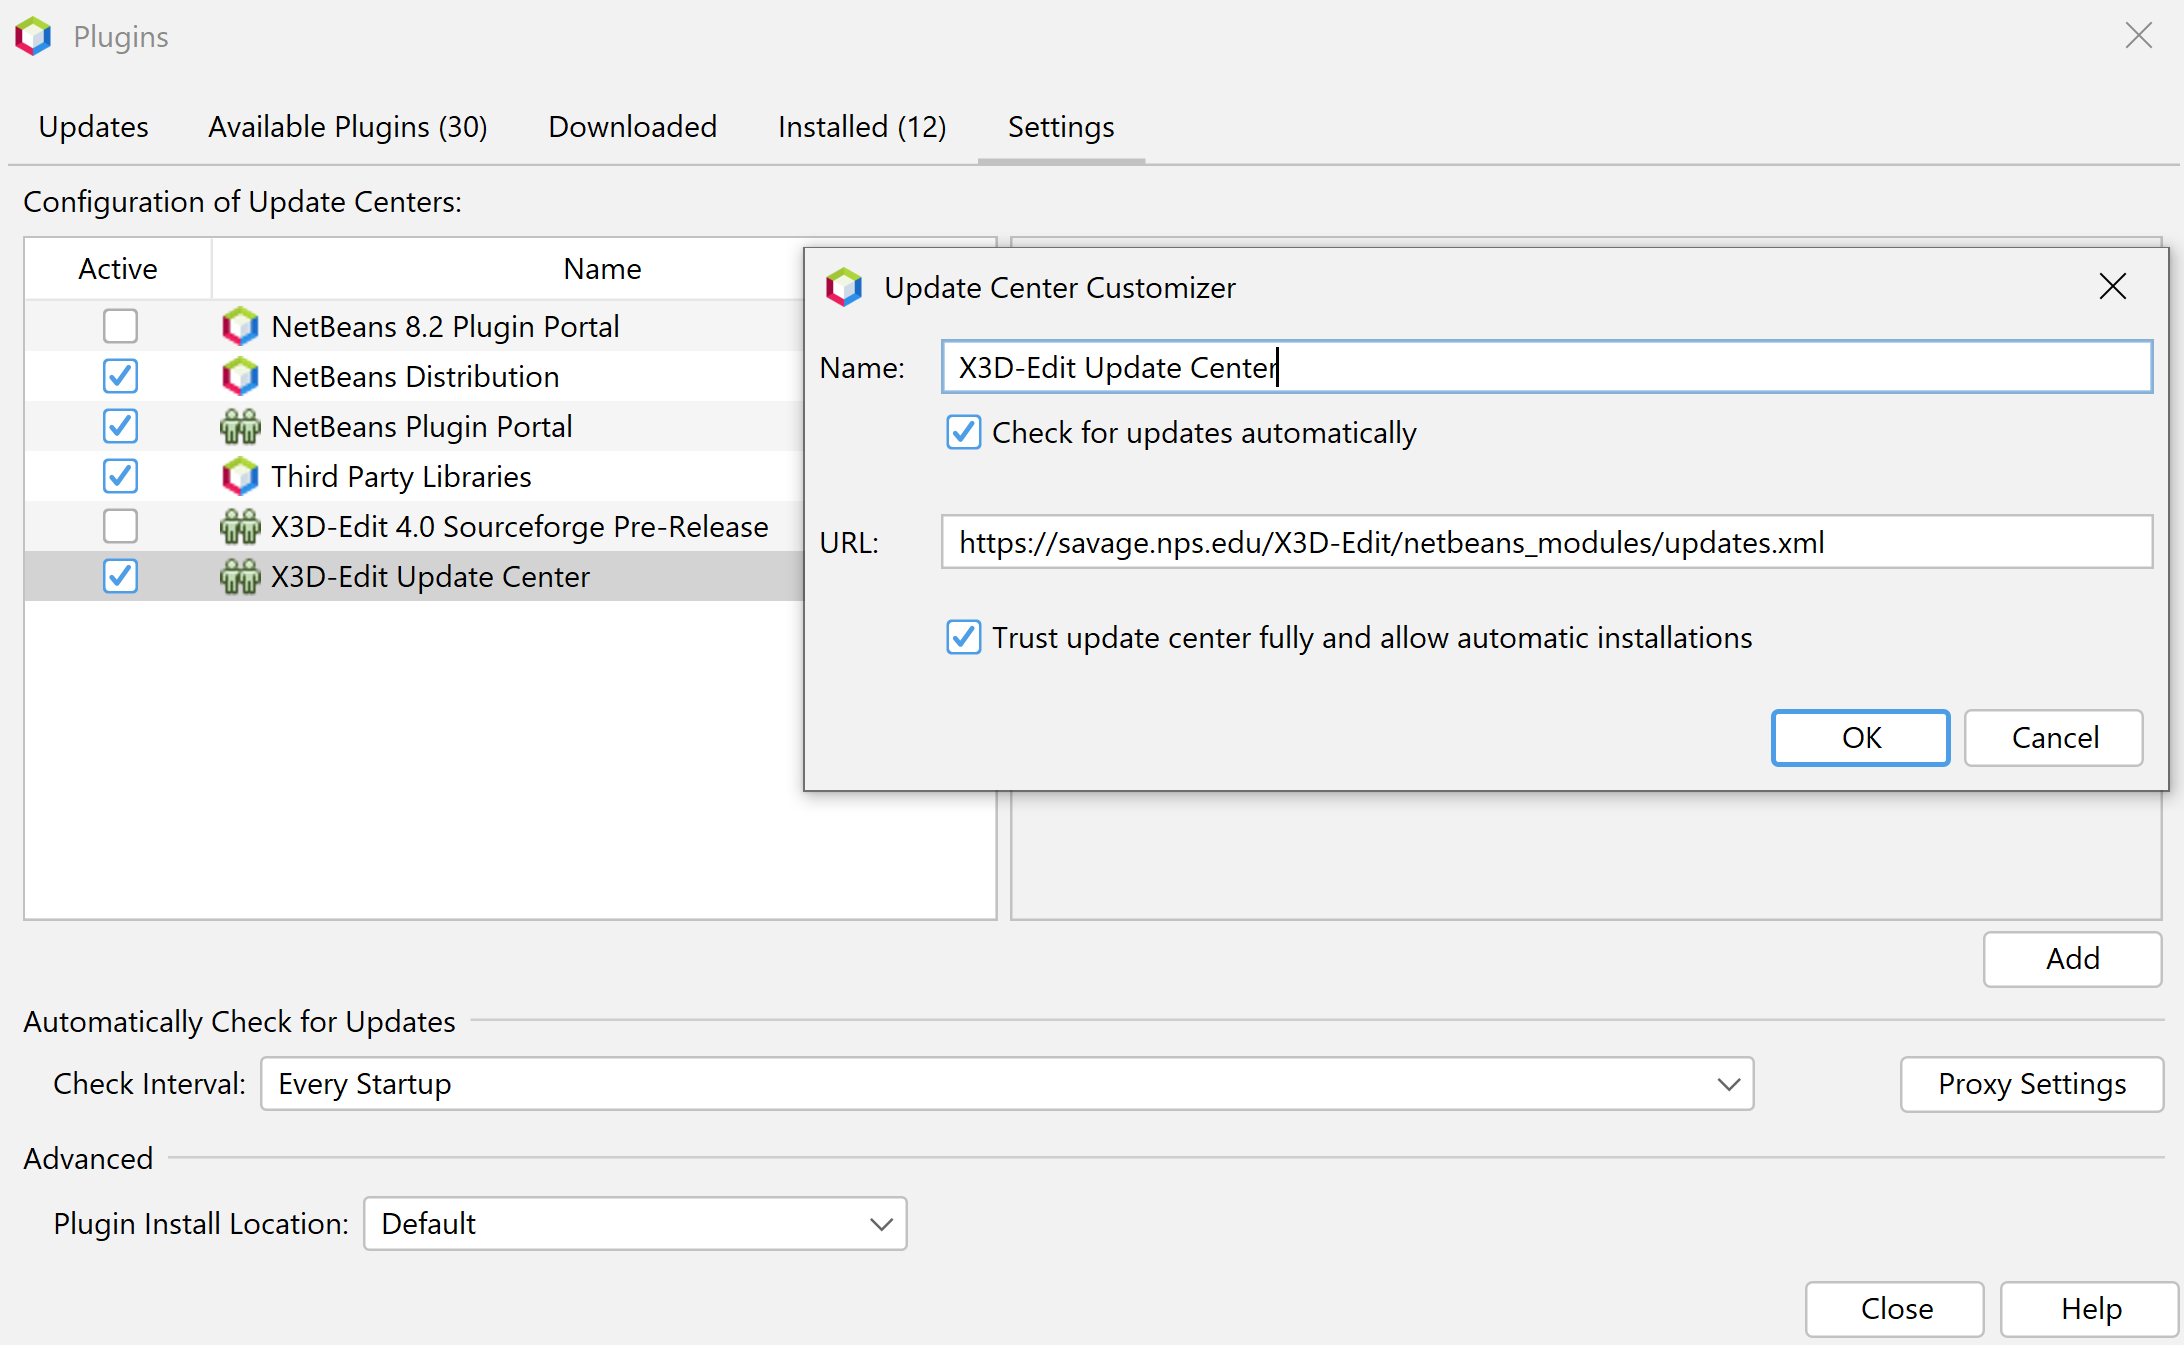 Plugins
Updates
Available Plugins (30)
Downloaded
Installed (12)
Settings
Configuration of Update Centers:
Active
Name
NetBeans 8.2 Plugin Portal
NetBeans Distribution
NetBeans Plugin Portal
Third Party Libraries
X3D-Edit 4.0 Sourceforge Pre-Release
X3D-Edit Update Center
Update Center Customizer
Name: X3D-Edit Update Center
Check for updates automatically
URL: https://savage.nps.edu/X3D-Edit/netbeans_modules/updates.xml
Trust update center fully and allow automatic installations
OK
Cancel
Add
Automatically Check for Updates
Check Interval: Every Startup
Proxy Settings
Advanced
Plugin Install Location: Default
Close
Help